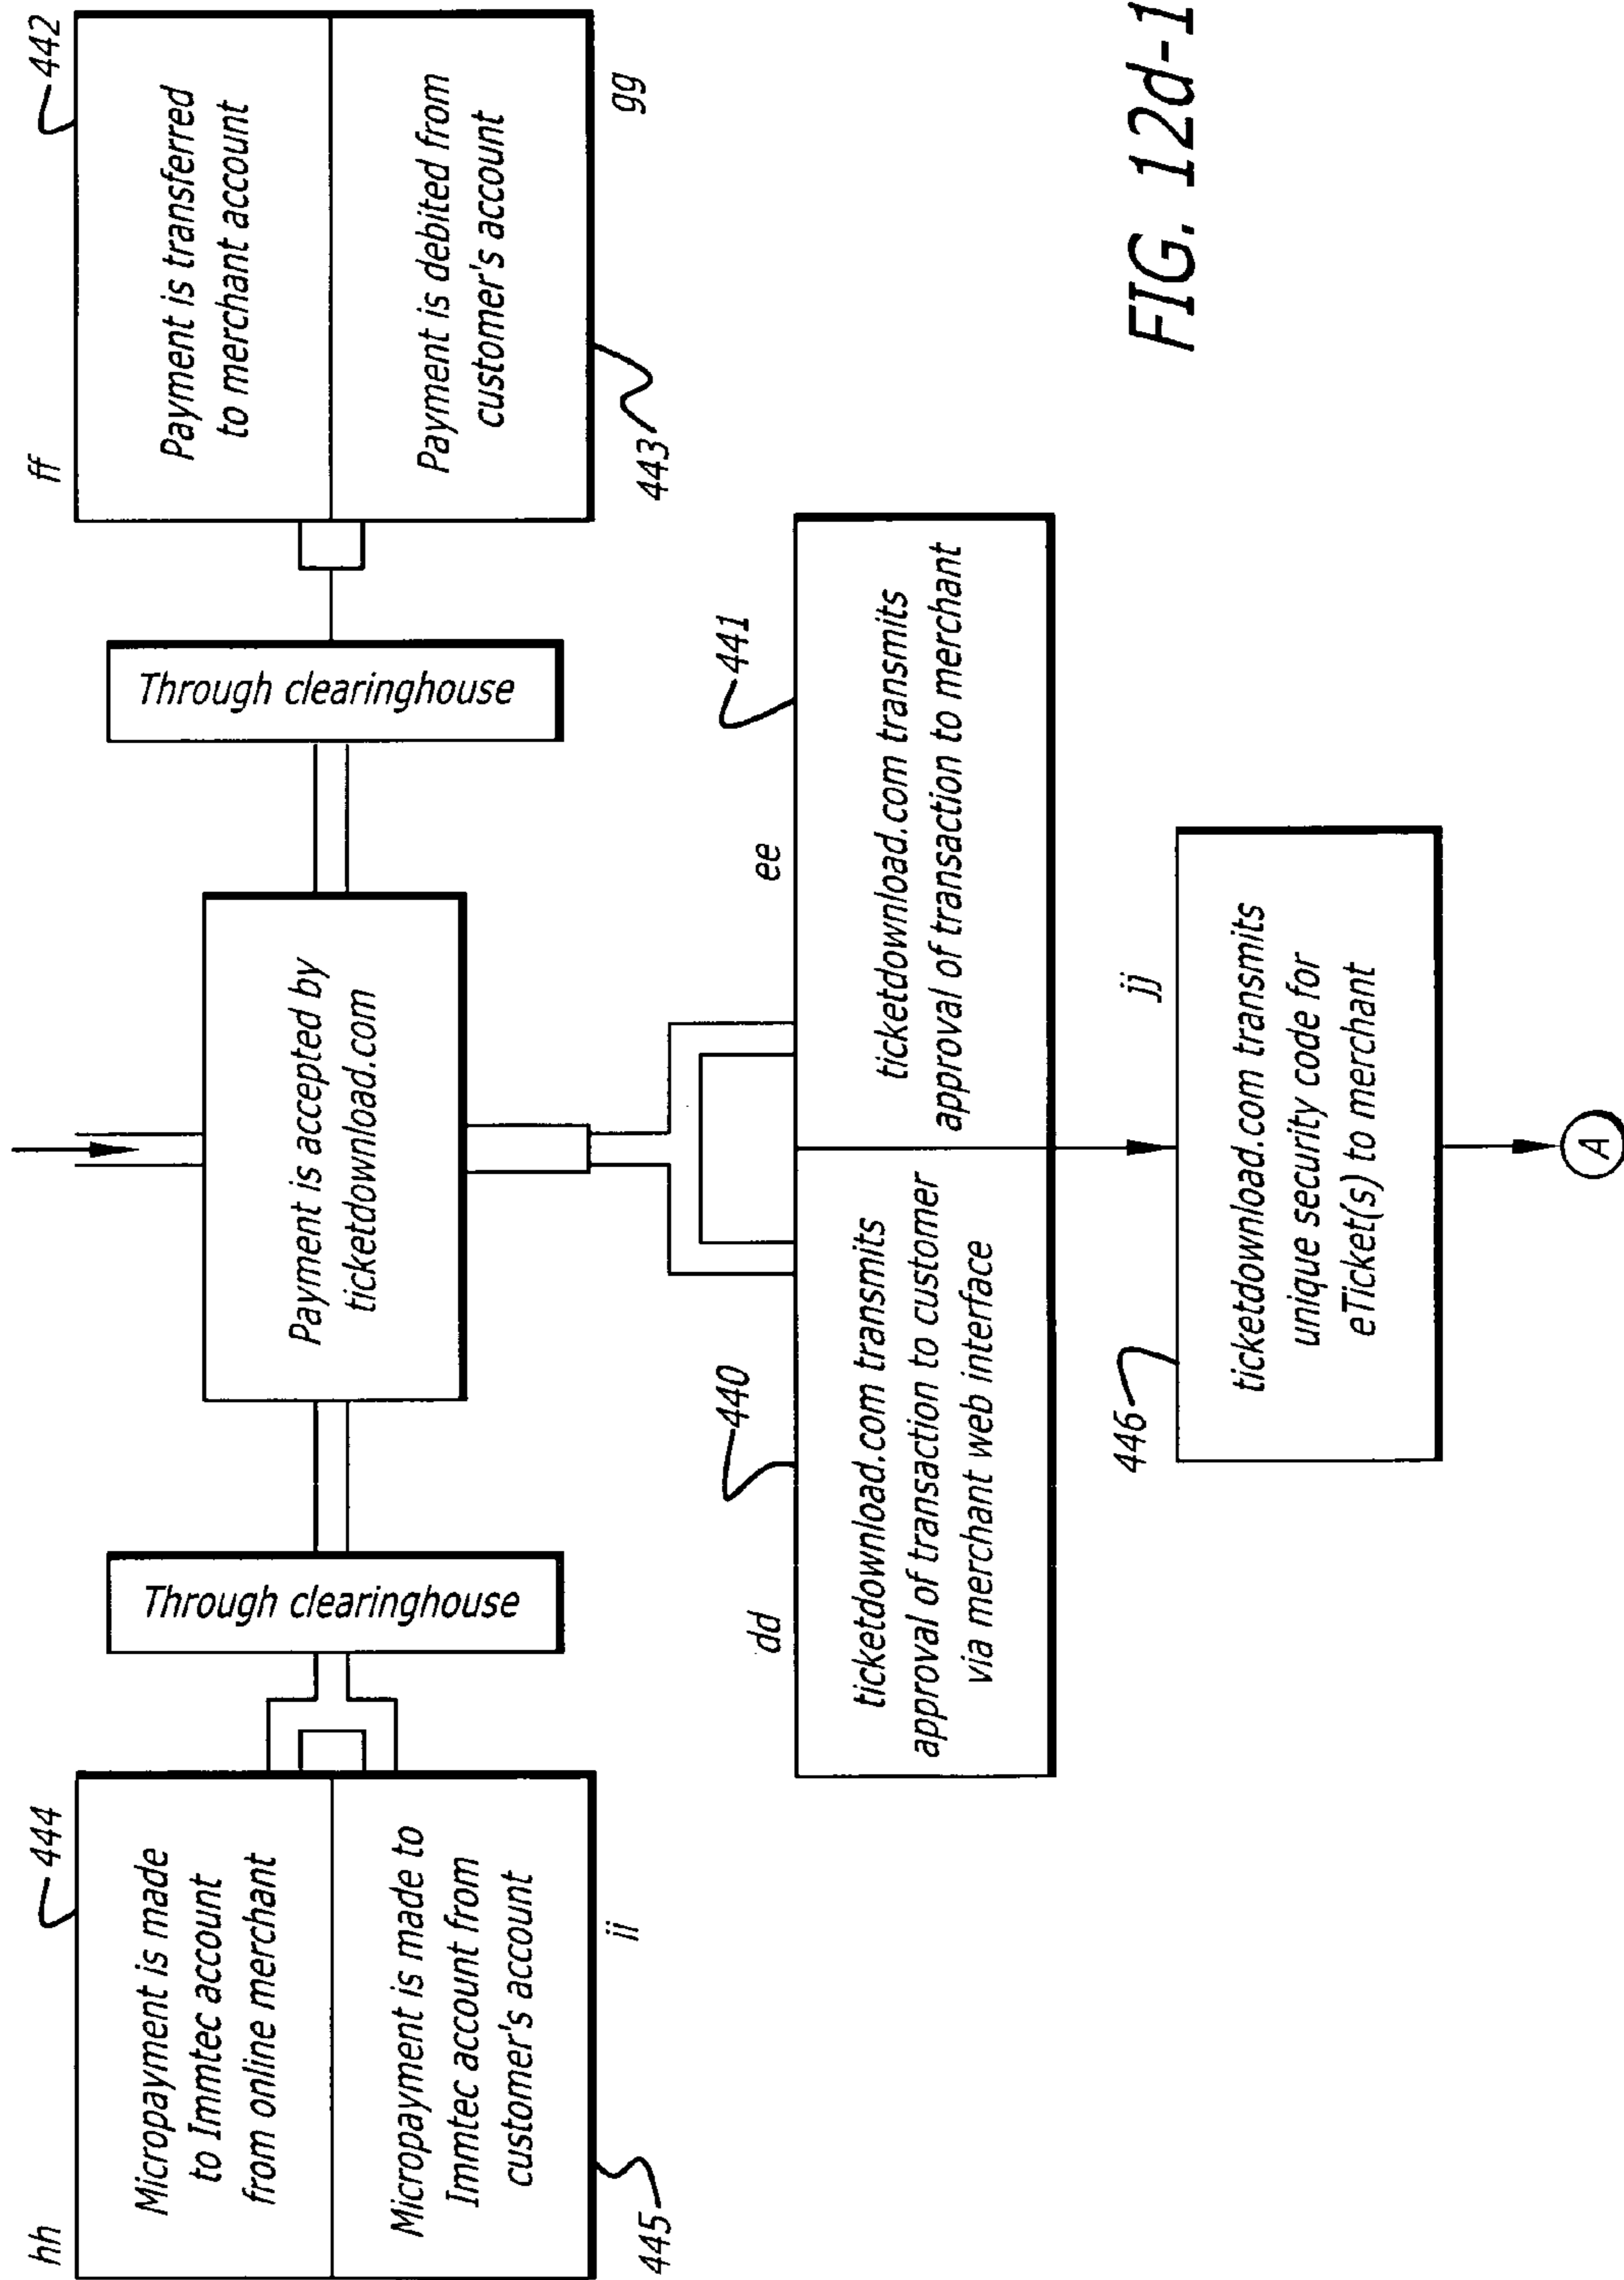 hh
444
Micropayment is made
to Immtec account
from online merchant
Micropayment is made to
Immtec account from
customer's account
445
ii
Through clearinghouse
Payment is accepted by
ticketdownload.com
Through clearinghouse
ff
442
Payment is transferred
to merchant account
Payment is debited from
customer's account
443
gg
dd
440
ticketdownload.com transmits
approval of transaction to customer
via merchant web interface
ee
441
ticketdownload.com transmits
approval of transaction to merchant
446
jj
ticketdownload.com transmits
unique security code for
eTicket(s) to merchant
A
FIG. 12d-1